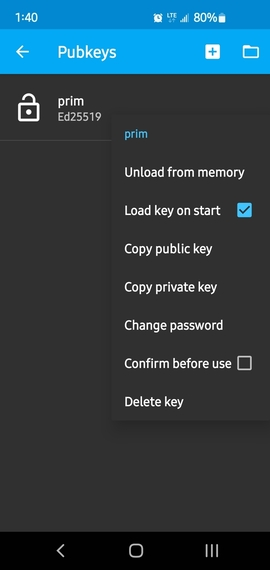 1:40
LTE
80%
Pubkeys
prim
Ed25519
prim
Unload from memory
Load key on start
Copy public key
Copy private key
Change password
Confirm before use
Delete key